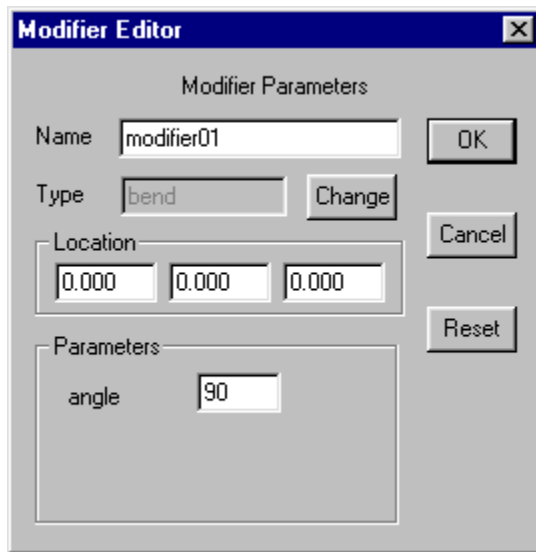 Modifier Editor
Modifier Parameters
Name modifier01 OK
Type bend Change
Cancel
Location
0.000 0.000 0.000
Reset
Parameters
angle 90